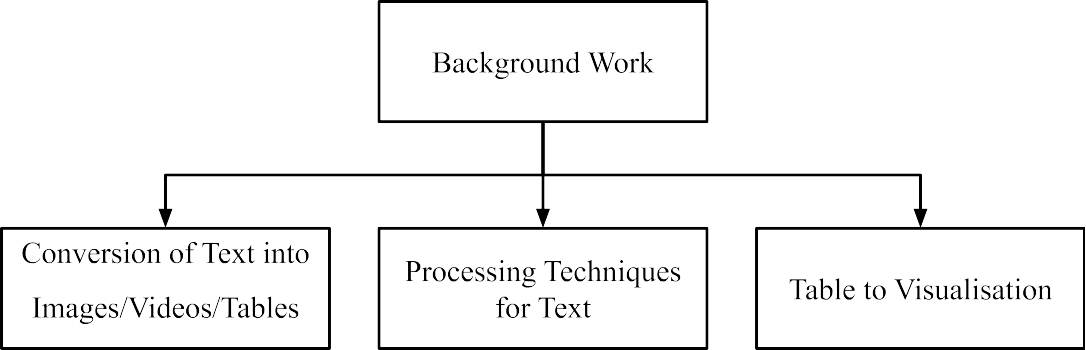 Background Work
Conversion of Text into
Images/Videos/Tables
Processing Techniques
for Text
Table to Visualisation